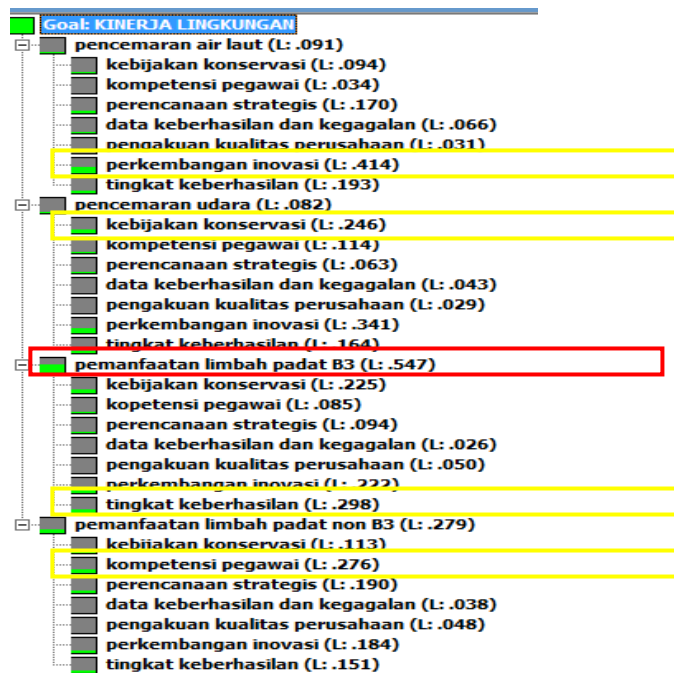 Goal: KINERJA LINGKUNGAN
pencemaran air laut (L: .091)
kebijakan konservasi (L: .094)
kompetensi pegawai (L: .034)
perencanaan strategis (L: .170)
data keberhasilan dan kegagalan (L: .066)
pengakuan kualitas perusahaan (L: .031)
perkembangan inovasi (L: .414)
tingkat keberhasilan (L: .193)
pencemaran udara (L: .082)
kebijakan konservasi (L: .246)
kompetensi pegawai (L: .114)
perencanaan strategis (L: .063)
data keberhasilan dan kegagalan (L: .043)
pengakuan kualitas perusahaan (L: .029)
perkembangan inovasi (L: .341)
tingkat keberhasilan (L: .164)
pemanfaatan limbah padat B3 (L: .547)
kebijakan konservasi (L: .225)
kopetensi pegawai (L: .085)
perencanaan strategis (L: .094)
data keberhasilan dan kegagalan (L: .026)
pengakuan kualitas perusahaan (L: .050)
perkembangan inovasi (L: .222)
tingkat keberhasilan (L: .298)
pemanfaatan limbah padat non B3 (L: .279)
kebijakan konservasi (L: .113)
kompetensi pegawai (L: .276)
perencanaan strategis (L: .190)
data keberhasilan dan kegagalan (L: .038)
pengakuan kualitas perusahaan (L: .048)
perkembangan inovasi (L: .184)
tingkat keberhasilan (L: .151)